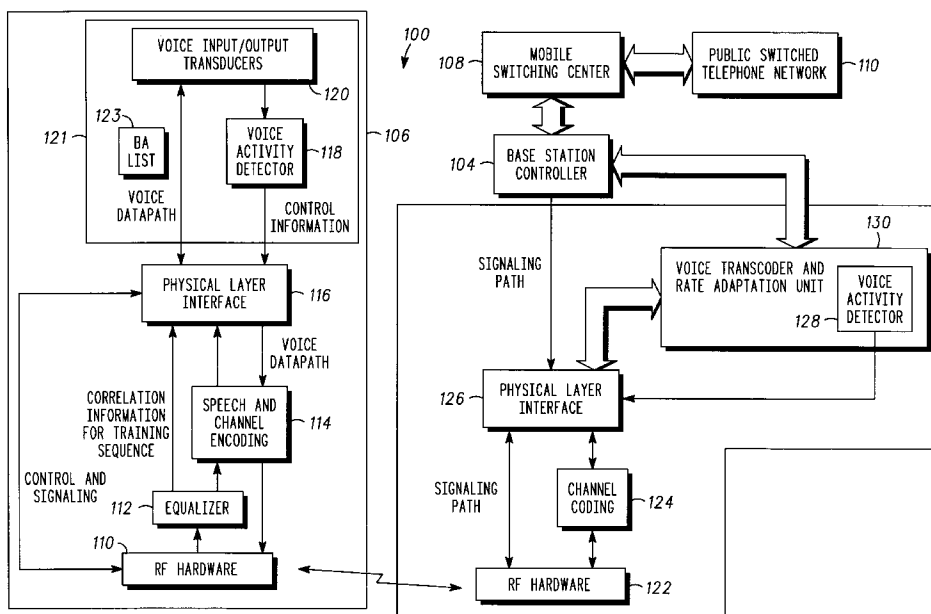 VOICE INPUT/OUTPUT
TRANSDUCERS
120
123
BA
LIST
121
VOICE
ACTIVITY
DETECTOR
118
106
VOICE
DATAPATH
CONTROL
INFORMATION
PHYSICAL LAYER
INTERFACE
116
VOICE
DATAPATH
CORRELATION
INFORMATION
FOR TRAINING
SEQUENCE
SPEECH AND
CHANNEL
ENCODING
114
CONTROL AND
SIGNALING
112
EQUALIZER
110
RF HARDWARE
100
108
MOBILE
SWITCHING CENTER
PUBLIC SWITCHED
TELEPHONE NETWORK
110
104
BASE STATION
CONTROLLER
130
SIGNALING
PATH
VOICE TRANSCODER AND
RATE ADAPTATION UNIT
VOICE
ACTIVITY
DETECTOR
128
126
PHYSICAL LAYER
INTERFACE
SIGNALING
PATH
CHANNEL
CODING
124
RF HARDWARE
122